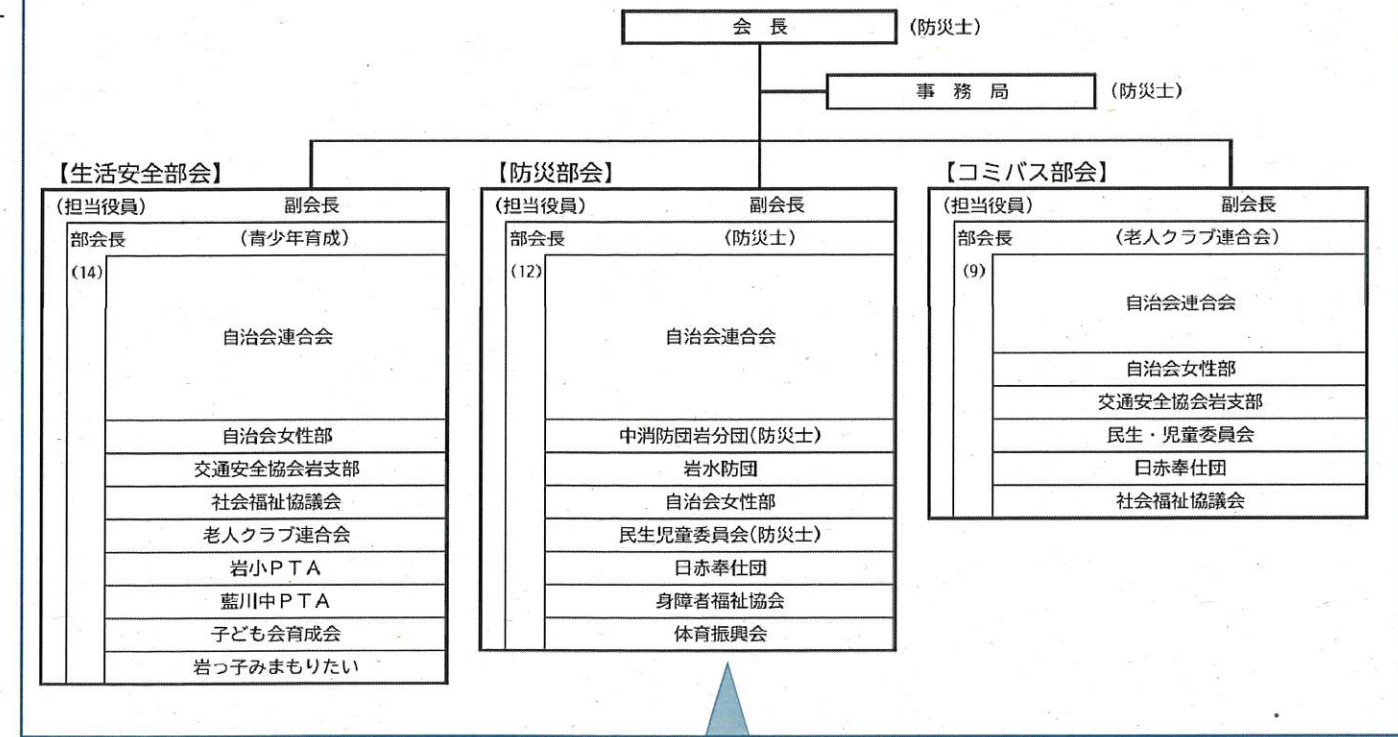 会 長 (防災士)
事 務 局 (防災士)
【生活安全部会】
(担当役員) 副会長
部会長 (青少年育成)
(14)
自治会連合会
自治会女性部
交通安全協会岩支部
社会福祉協議会
老人クラブ連合会
岩小PTA
藍川中PTA
子ども会育成会
岩っ子みまもりたい
【防災部会】
(担当役員) 副会長
部会長 (防災士)
(12)
自治会連合会
中消防団岩分団(防災士)
岩水防団
自治会女性部
民生児童委員会(防災士)
日赤奉仕団
身障者福祉協会
体育振興会
【コミバス部会】
(担当役員) 副会長
部会長 (老人クラブ連合会)
(9)
自治会連合会
自治会女性部
交通安全協会岩支部
民生・児童委員会
日赤奉仕団
社会福祉協議会